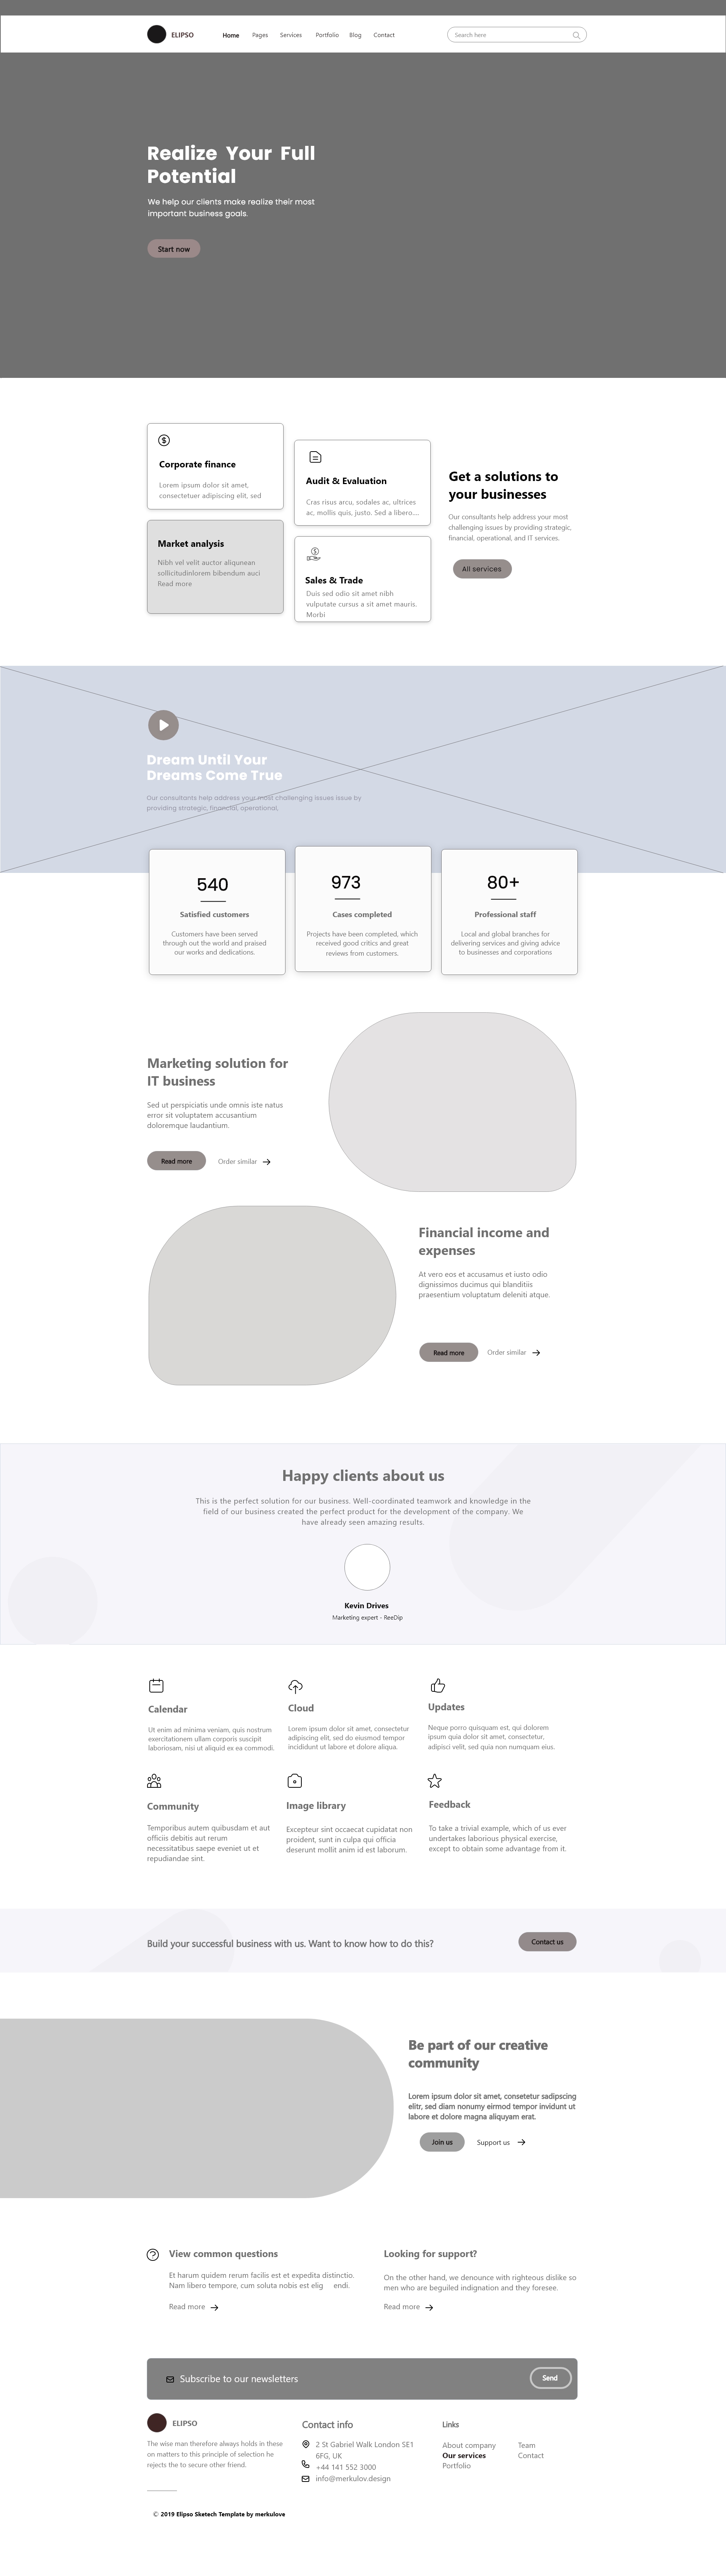 ELIPSO
Home
Pages
Services
Portfolio
Blog
Contact
Search here
Realize Your Full
Potential
We help our clients make realize their most
important business goals.
Start now
Corporate finance
Lorem ipsum dolor sit amet,
consectetuer adipiscing elit, sed
Market analysis
Nibh vel velit auctor aliqunean
sollicitudinlorem bibendum auci
Read more
Audit & Evaluation
Cras risus arcu, sodales ac, ultrices
ac, mollis quis, justo. Sed a libero....
Sales & Trade
Duis sed odio sit amet nibh
vulputate cursus a sit amet mauris.
Morbi
Get a solutions to
your businesses
Our consultants help address your most
challenging issues by providing strategic,
financial, operational, and IT services.
All services
Dream Until Your
Dreams Come True
Our consultants help address your most challenging issues issue by
providing strategic, financial, operational,
540
Satisfied customers
Customers have been served
through out the world and praised
our works and dedications.
973
Cases completed
Projects have been completed, which
received good critics and great
reviews from customers.
80+
Professional staff
Local and global branches for
delivering services and giving advice
to businesses and corporations
Marketing solution for
IT business
Sed ut perspiciatis unde omnis iste natus
error sit voluptatem accusantium
doloremque laudantium.
Read more
Order similar
Financial income and
expenses
At vero eos et accusamus et iusto odio
dignissimos ducimus qui blanditiis
praesentium voluptatum deleniti atque.
Read more
Order similar
Happy clients about us
This is the perfect solution for our business. Well-coordinated teamwork and knowledge in the
field of our business created the perfect product for the development of the company. We
have already seen amazing results.
Kevin Drives
Marketing expert - ReeDip
Calendar
Ut enim ad minima veniam, quis nostrum
exercitationem ullam corporis suscipit
laboriosam, nisi ut aliquid ex ea commodi.
Cloud
Lorem ipsum dolor sit amet, consectetur
adipiscing elit, sed do eiusmod tempor
incididunt ut labore et dolore aliqua.
Updates
Neque porro quisquam est, qui dolorem
ipsum quia dolor sit amet, consectetur,
adipisci velit, sed quia non numquam eius.
Community
Temporibus autem quibusdam et aut
officiis debitis aut rerum
necessitatibus saepe eveniet ut et
repudiandae sint.
Image library
Excepteur sint occaecat cupidatat non
proident, sunt in culpa qui officia
deserunt mollit anim id est laborum.
Feedback
To take a trivial example, which of us ever
undertakes laborious physical exercise,
except to obtain some advantage from it.
Build your successful business with us. Want to know how to do this?
Contact us
Be part of our creative
community
Lorem ipsum dolor sit amet, consetetur sadipscing
elitr, sed diam nonumy eirmod tempor invidunt ut
labore et dolore magna aliquyam erat.
Join us
Support us
View common questions
Et harum quidem rerum facilis est et expedita distinctio.
Nam libero tempore, cum soluta nobis est elig endi.
Read more
Looking for support?
On the other hand, we denounce with righteous dislike so
men who are beguiled indignation and they foresee.
Read more
Subscribe to our newsletters
Send
ELIPSO
The wise man therefore always holds in these
on matters to this principle of selection he
rejects the to secure other friend.
Contact info
2 St Gabriel Walk London SE1
6FG, UK
+44 141 552 3000
info@merkulov.design
Links
About company
Our services
Portfolio
Team
Contact
© 2019 Elipso Sketech Template by merkulove